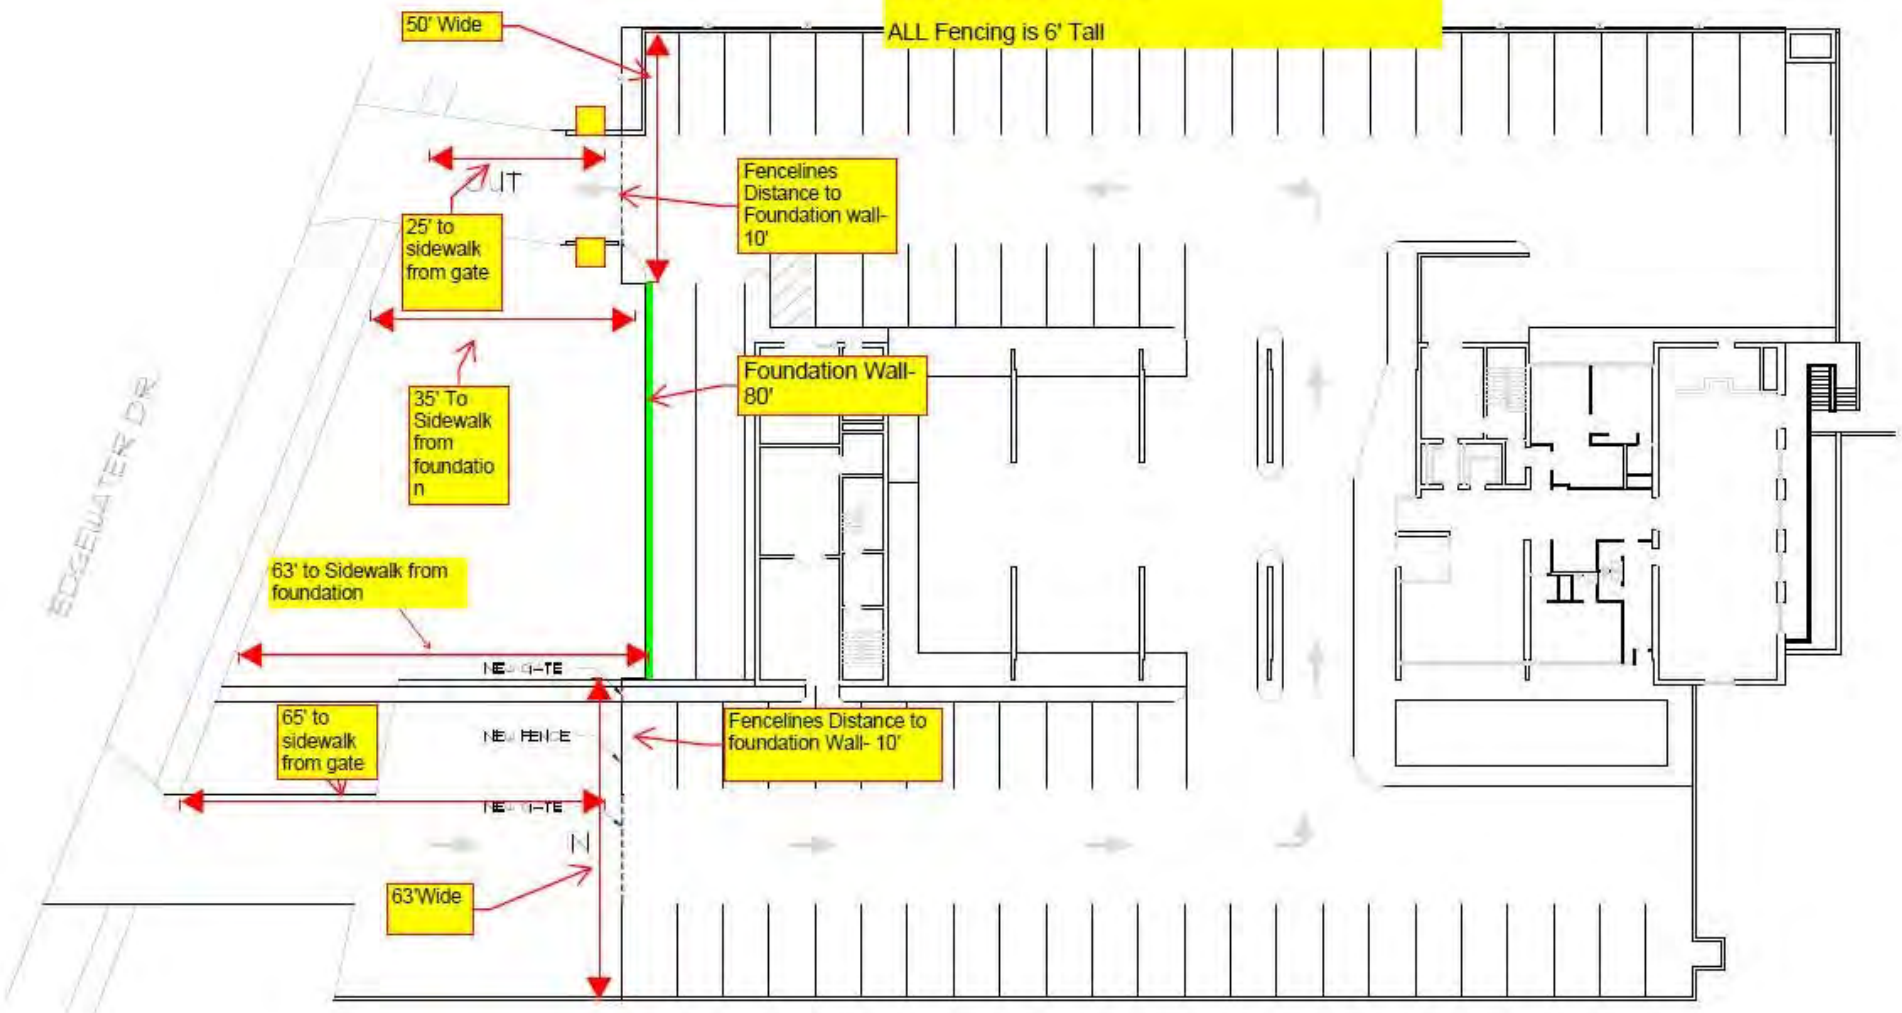 50' Wide
ALL Fencing is 6' Tall
OUT
Fencelines
Distance to
Foundation wall-
10'
25' to
sidewalk
from gate
Foundation Wall-
80'
35' To
Sidewalk
from
foundatio
n
EDGEWATER DR.
63' to Sidewalk from
foundation
NEW GATE
65' to
sidewalk
from gate
NEW FENCE
Fencelines Distance to
foundation Wall- 10'
NEW GATE
IN
63'Wide